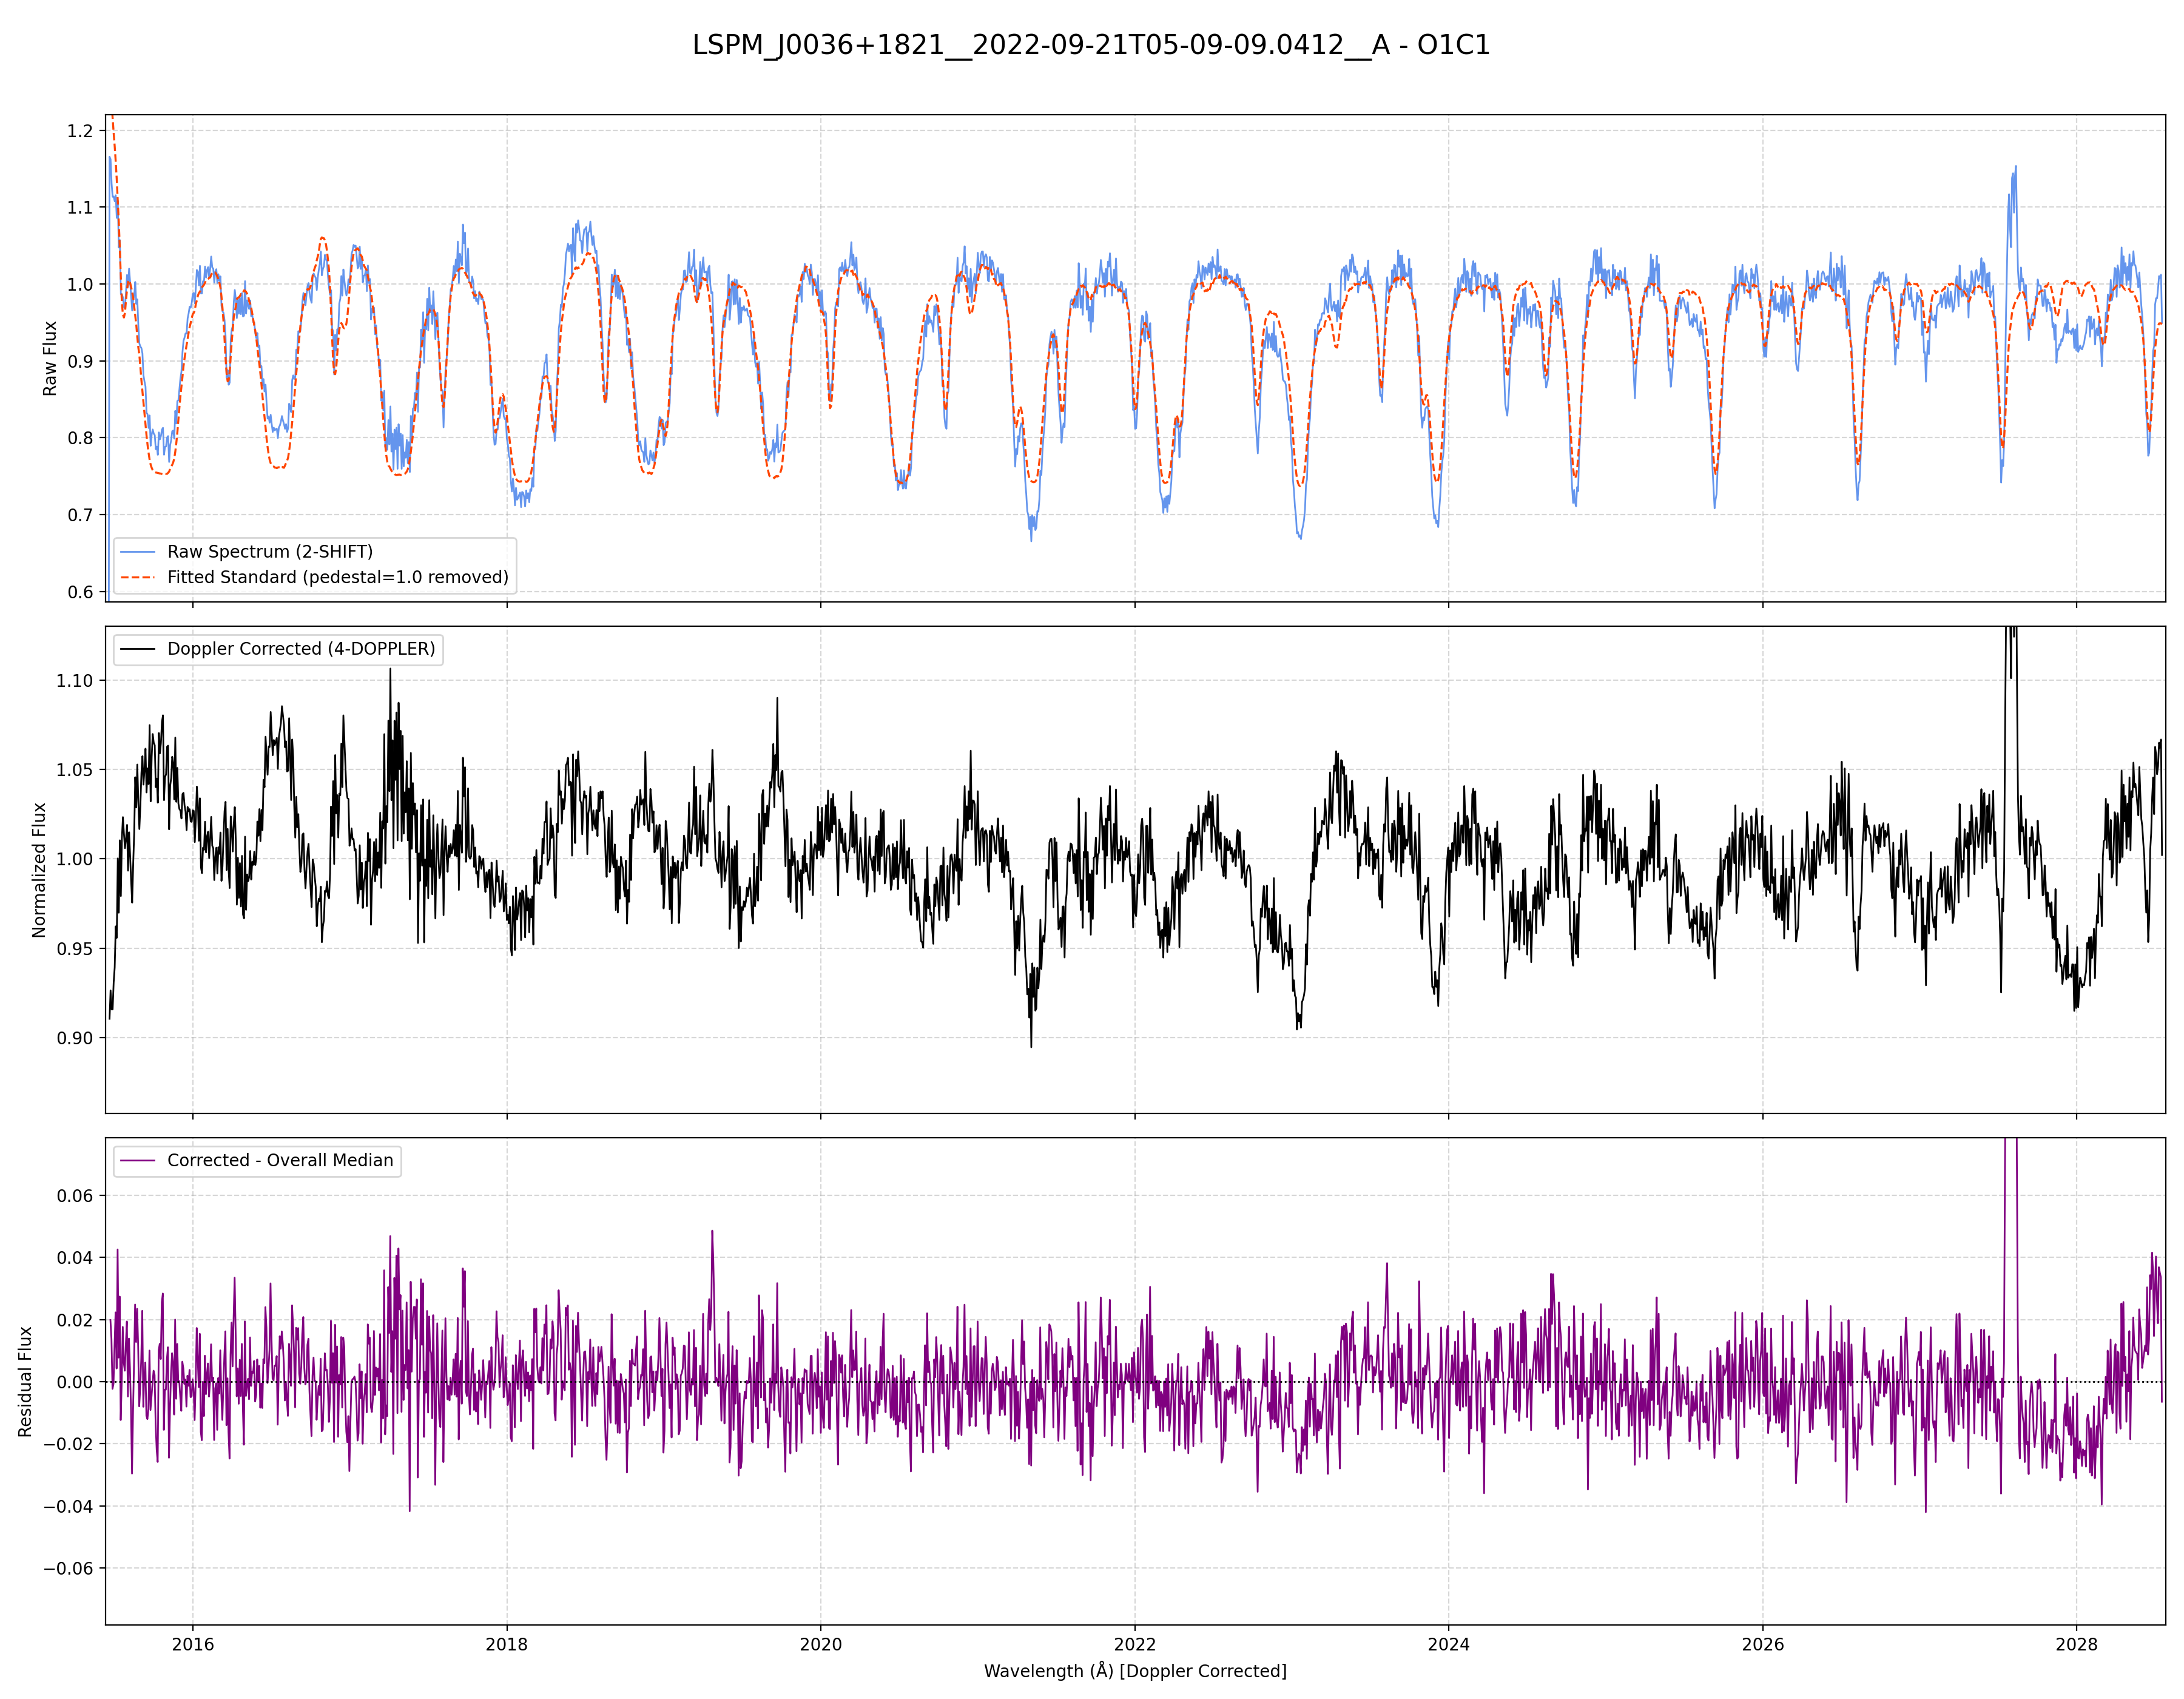 LSPM_J0036+1821__2022-09-21T05-09-09.0412__A - O1C1
1.2
1.1
1.0
0.9
0.8
0.7
0.6
Raw Flux
Raw Spectrum (2-SHIFT)
Fitted Standard (pedestal=1.0 removed)
Doppler Corrected (4-DOPPLER)
1.10
1.05
1.00
0.95
0.90
Normalized Flux
Corrected - Overall Median
0.06
0.04
0.02
0.00
−0.02
−0.04
−0.06
Residual Flux
2016 2018 2020 2022 2024 2026 2028
Wavelength (Å) [Doppler Corrected]